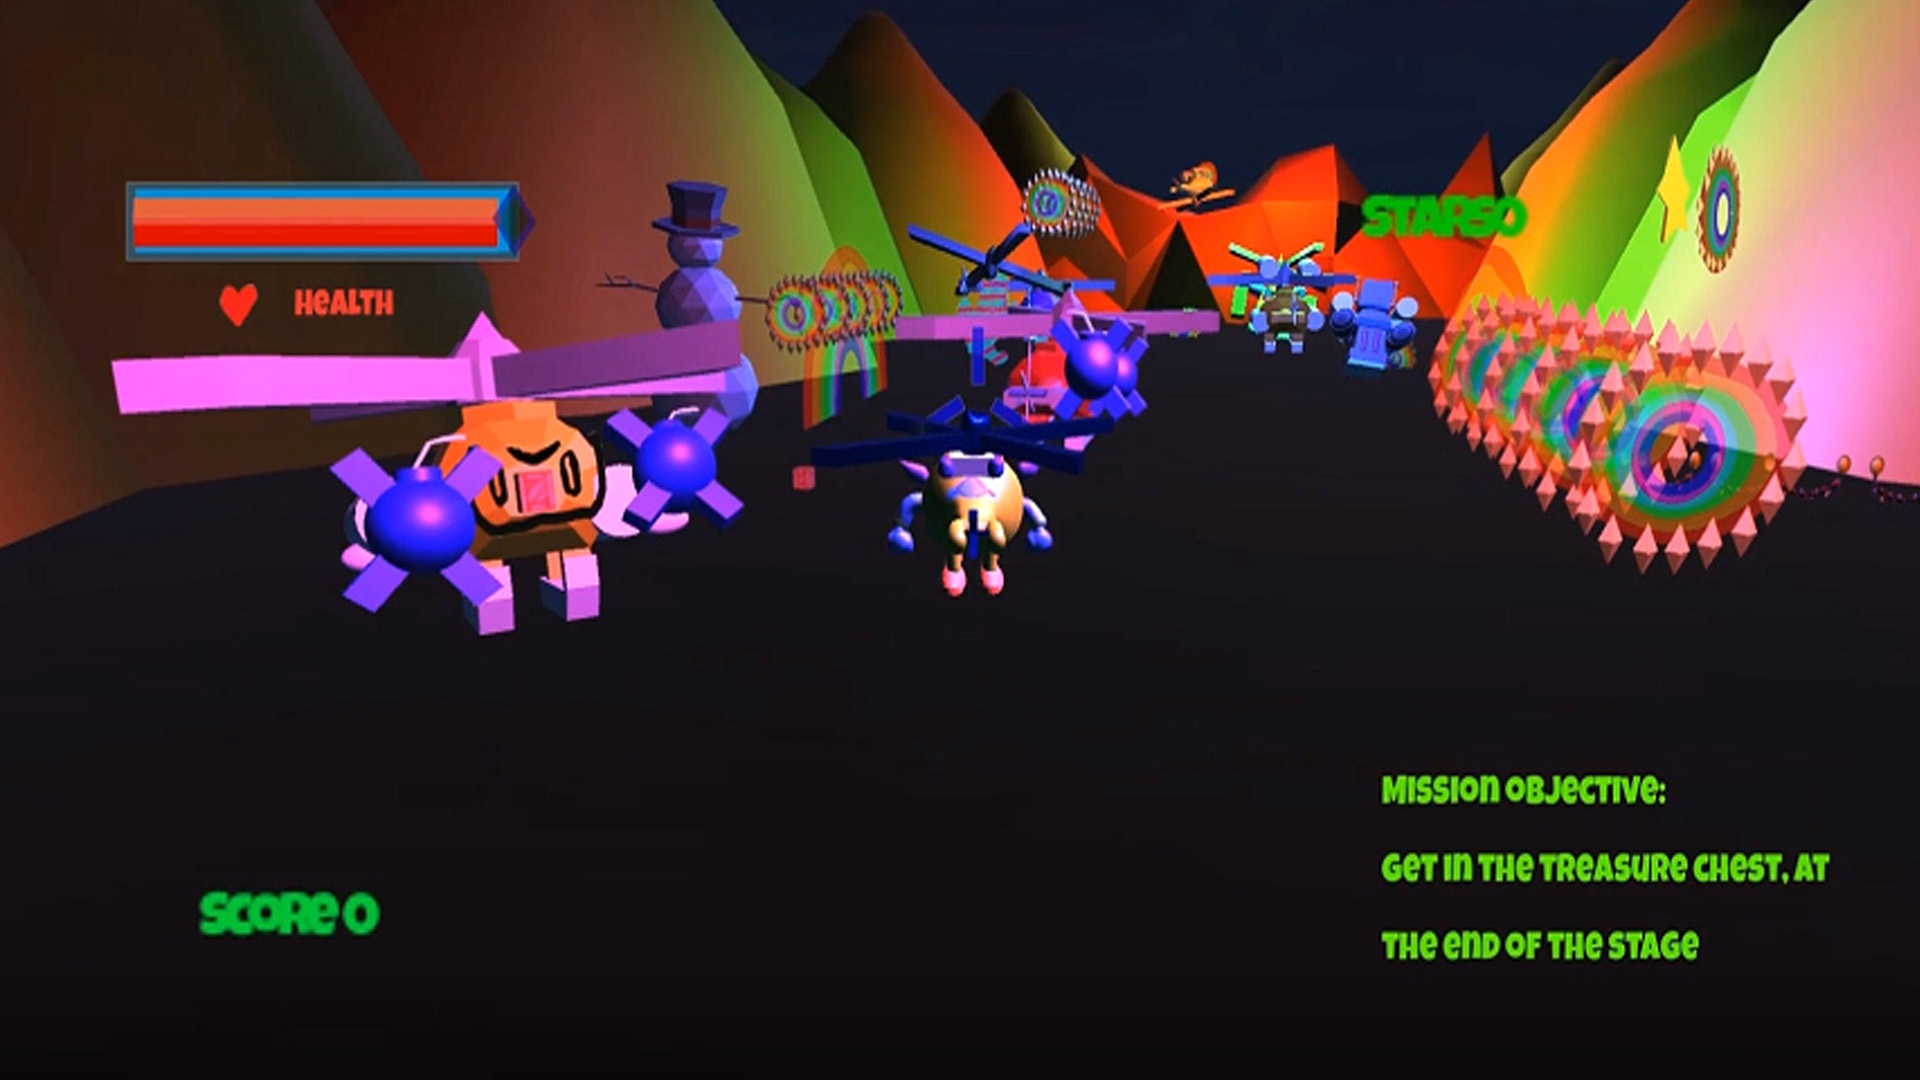 STARS0
HEALTH
MISSION OBJECTIVE:
GET IN THE TREASURE CHEST, AT
THE END OF THE STAGE
SCORE 0